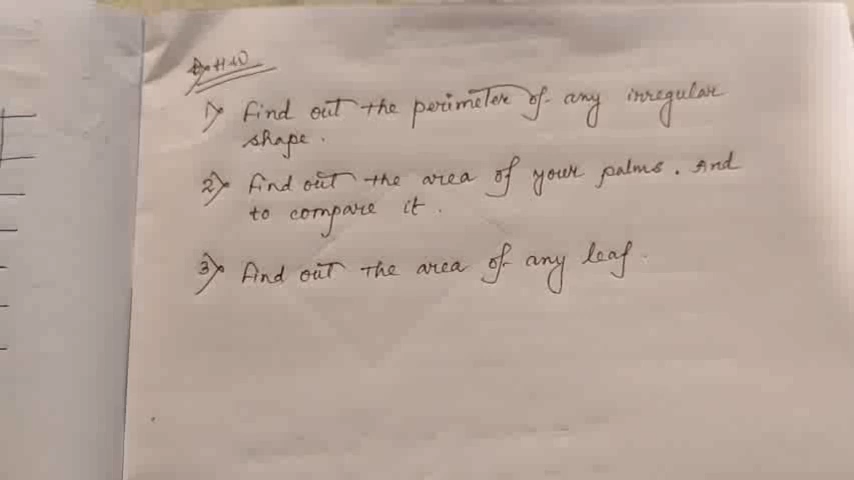 H.W
1) Find out the perimeter of any irregular
shape.
2) Find out the area of your palms. And
to compare it.
3) Find out the area of any leaf.